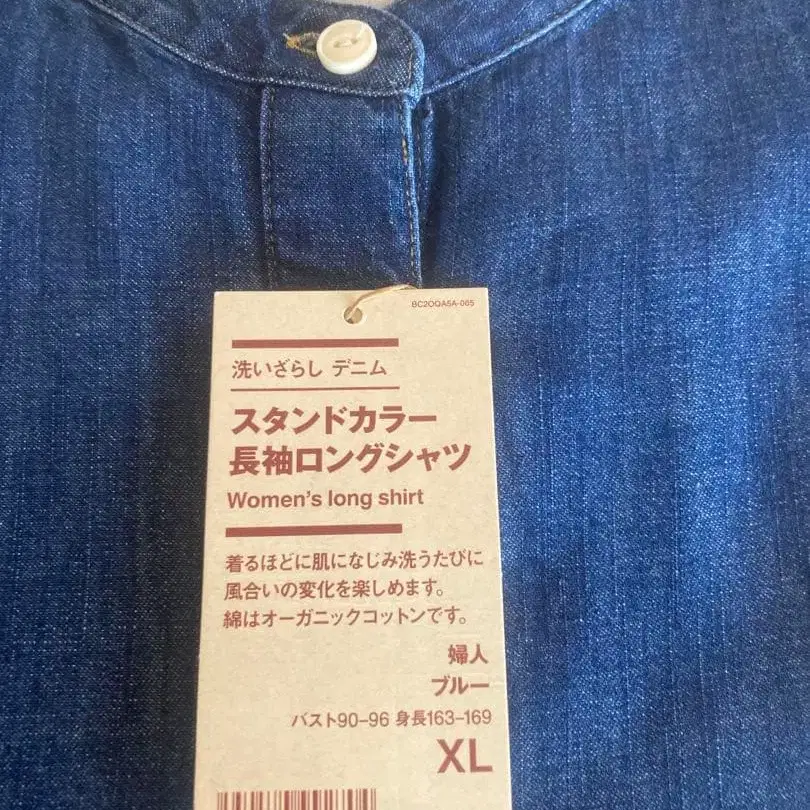 BC2OQA5A-065
洗いざらし デニム
スタンドカラー
長袖ロングシャツ
Women's long shirt
着るほどに肌になじみ洗うたびに
風合いの変化を楽しめます。
綿はオーガニックコットンです。
婦人
ブルー
バスト90-96 身長163-169
XL